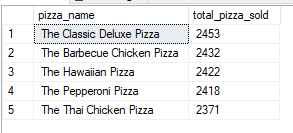 pizza_name total_pizza_sold
1 The Classic Deluxe Pizza 2453
2 The Barbecue Chicken Pizza 2432
3 The Hawaiian Pizza 2422
4 The Pepperoni Pizza 2418
5 The Thai Chicken Pizza 2371